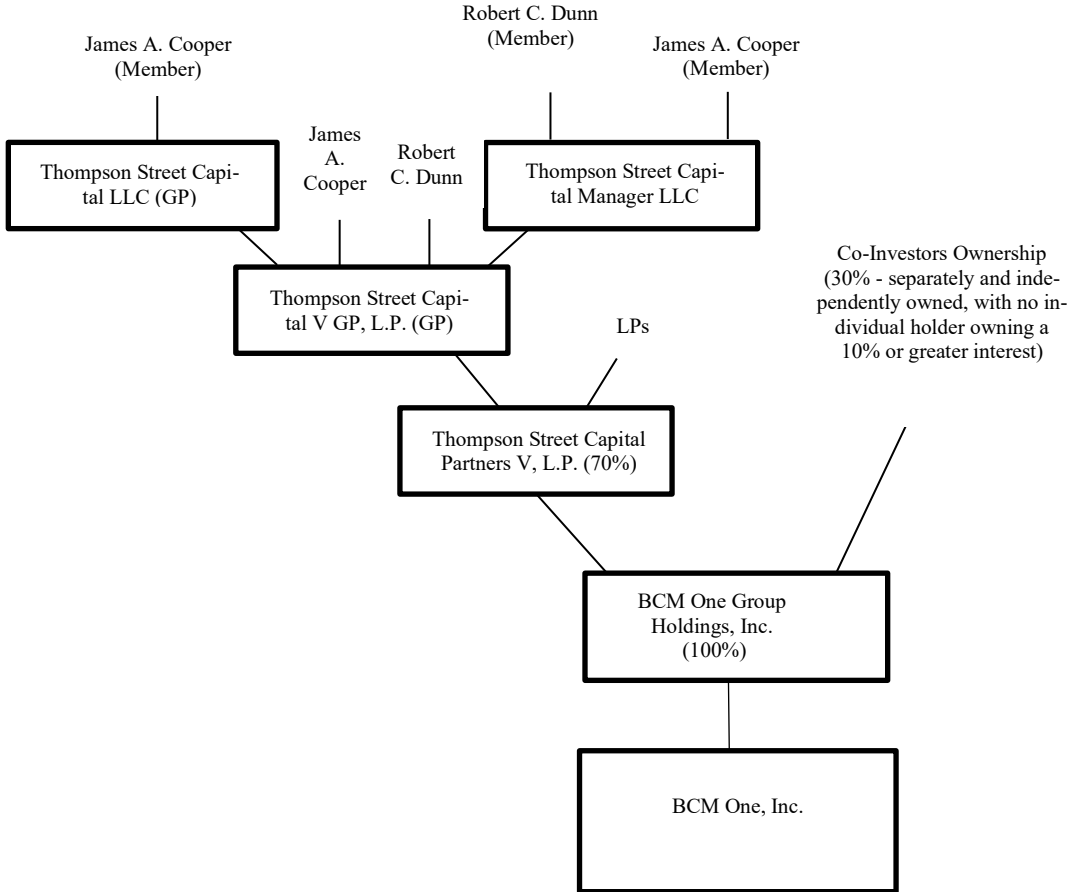 Robert C. Dunn
(Member)
James A. Cooper
(Member)
James A. Cooper
(Member)
James
A.
Cooper
Robert
C. Dunn
Thompson Street Capi-
tal LLC (GP)
Thompson Street Capi-
tal Manager LLC
Co-Investors Ownership
(30% - separately and inde-
pendently owned, with no in-
dividual holder owning a
10% or greater interest)
Thompson Street Capi-
tal V GP, L.P. (GP)
LPs
Thompson Street Capital
Partners V, L.P. (70%)
BCM One Group
Holdings, Inc.
(100%)
BCM One, Inc.